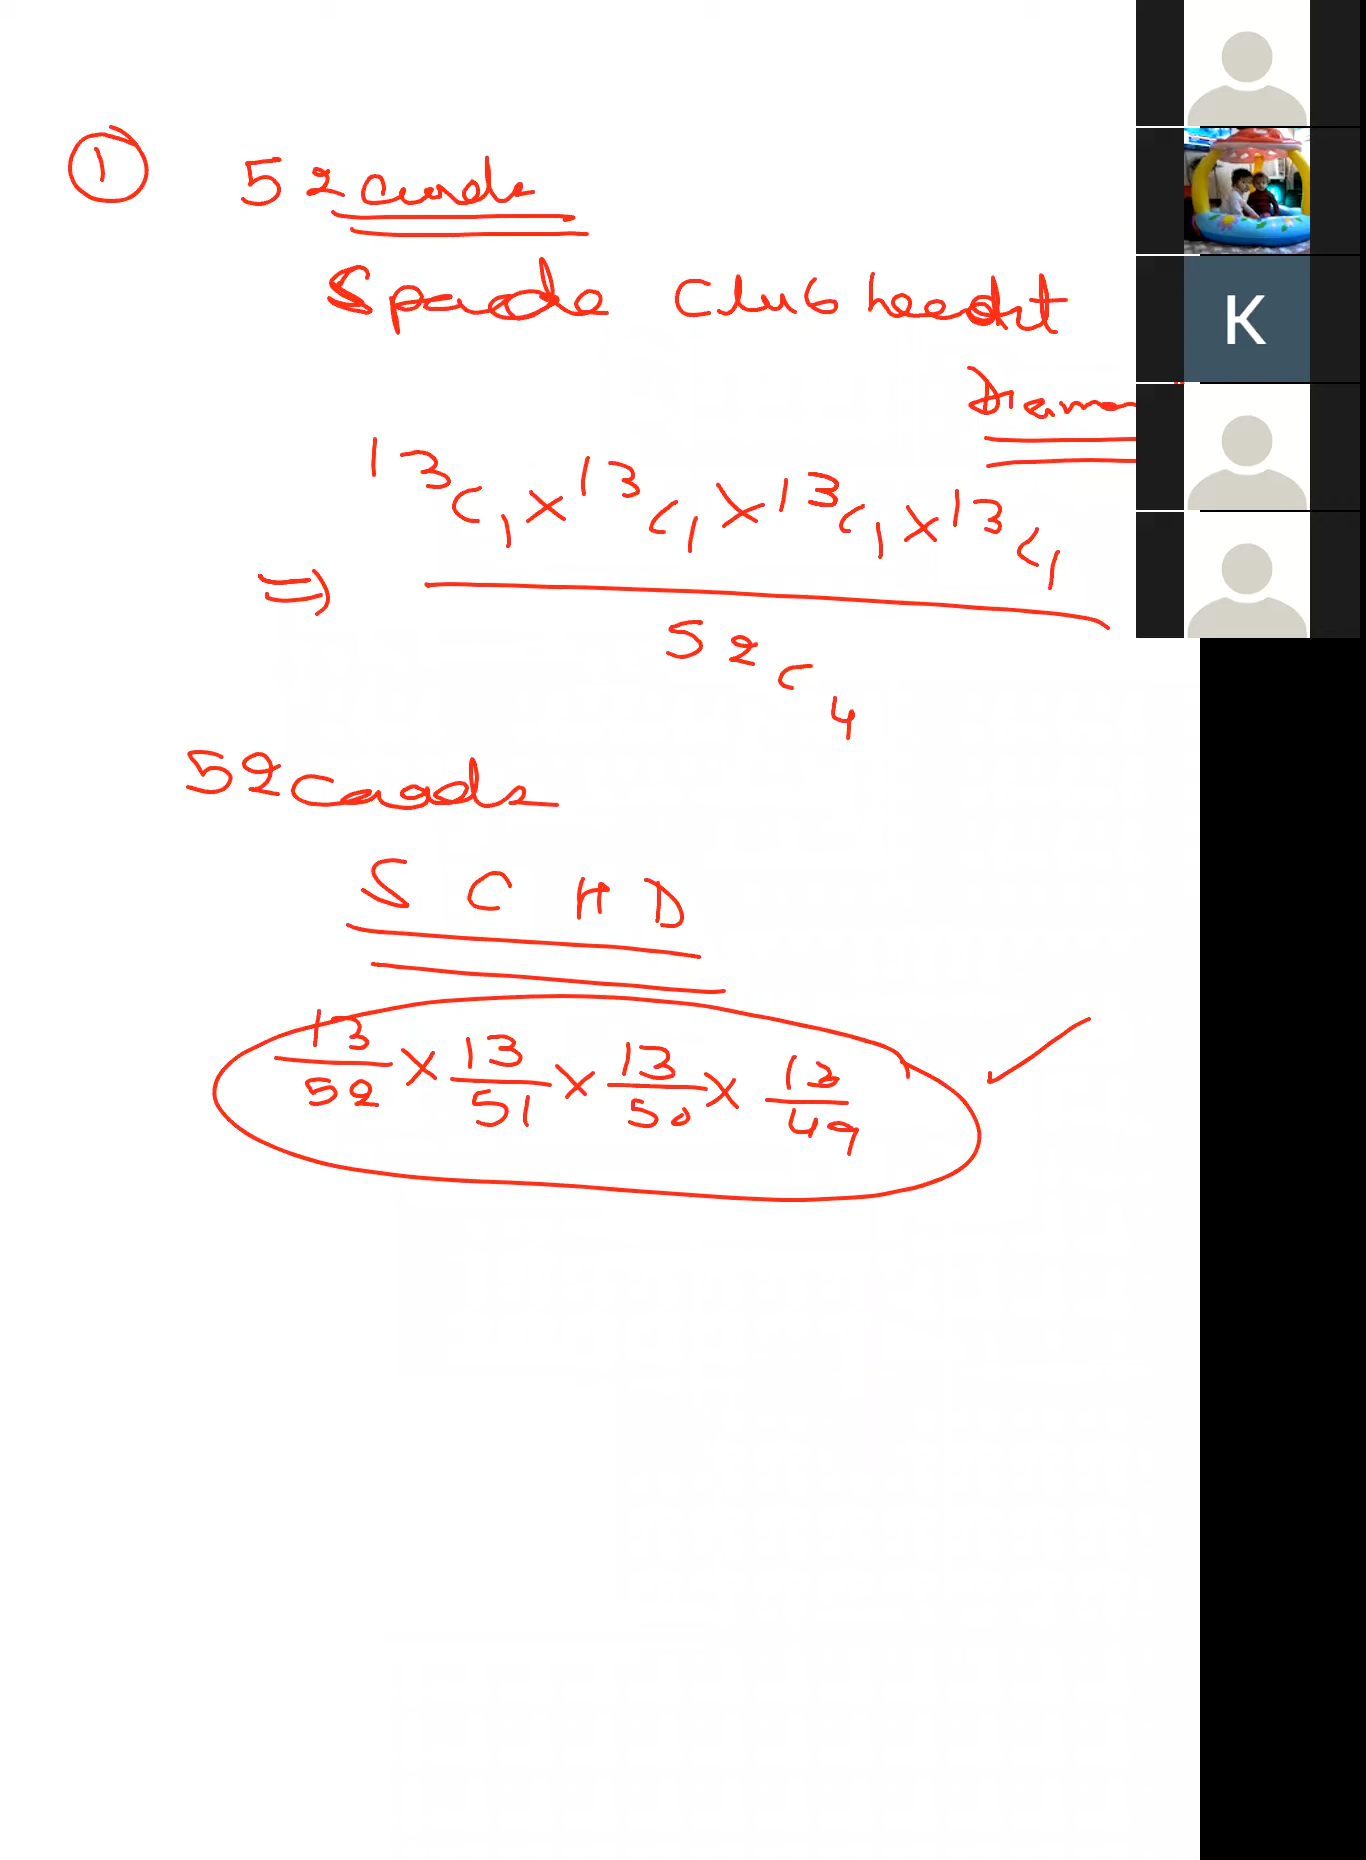 1 52 cards
Spade Club heart
Diamon
13C1 × 13C1 × 13C1 × 13C1
⇒
52C4
52 cards
S C H D
13/52 × 13/51 × 13/50 × 13/49 ✓
K